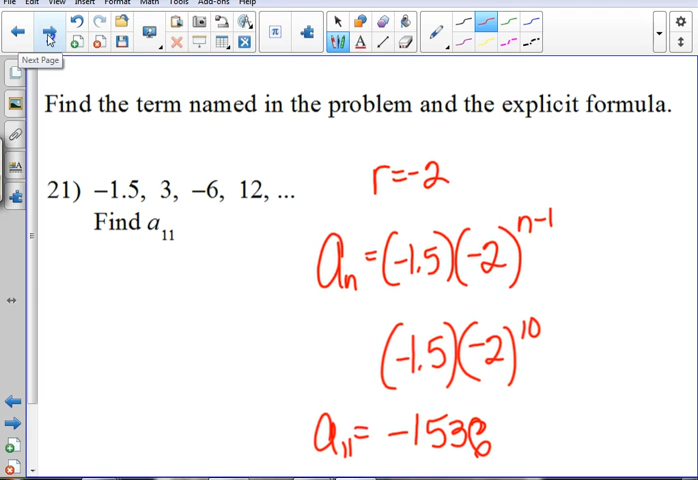 File Edit View Insert Format Math Tools Add-ons Help
Next Page
Find the term named in the problem and the explicit formula.
21) −1.5, 3, −6, 12, ...
Find a₁₁
r=-2
aₙ=(-1.5)(-2)ⁿ⁻¹
(-1.5)(-2)¹⁰
a₁₁= -1536